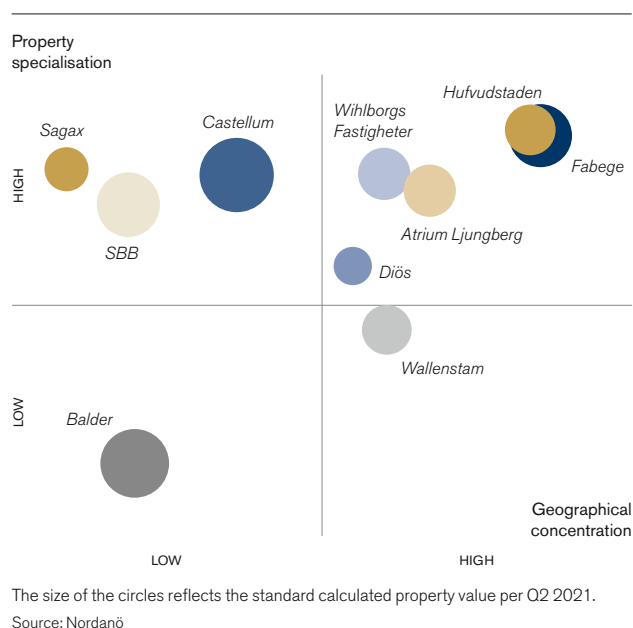 Property
specialisation
Hufvudstaden
Wihlborgs
Fastigheter
Castellum
Sagax
Fabege
HIGH
Atrium Ljungberg
SBB
Diös
Wallenstam
LOW
Balder
Geographical
concentration
LOW
HIGH
The size of the circles reflects the standard calculated property value per Q2 2021.
Source: Nordanö